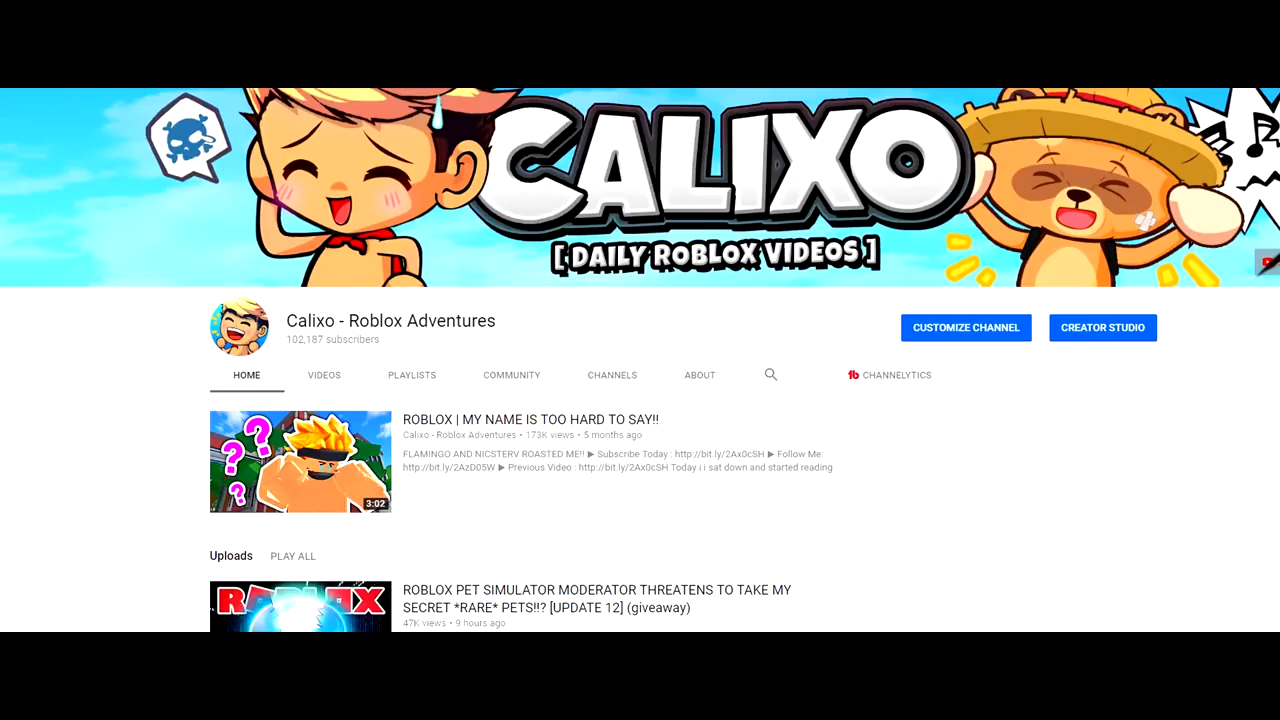 CALIXO
[ DAILY ROBLOX VIDEOS ]
Calixo - Roblox Adventures
102,187 subscribers
CUSTOMIZE CHANNEL
CREATOR STUDIO
HOME
VIDEOS
PLAYLISTS
COMMUNITY
CHANNELS
ABOUT
CHANNELYTICS
? ? ?
3:02
ROBLOX | MY NAME IS TOO HARD TO SAY!!
Calixo - Roblox Adventures • 173K views • 5 months ago
FLAMINGO AND NICSTERV ROASTED ME!! ▶ Subscribe Today : http://bit.ly/2Ax0cSH ▶ Follow Me:
http://bit.ly/2AzD05W ▶ Previous Video : http://bit.ly/2Ax0cSH Today i i sat down and started reading
Uploads
PLAY ALL
ROBLOX
ROBLOX PET SIMULATOR MODERATOR THREATENS TO TAKE MY
SECRET *RARE* PETS!!? [UPDATE 12] (giveaway)
47K views • 9 hours ago